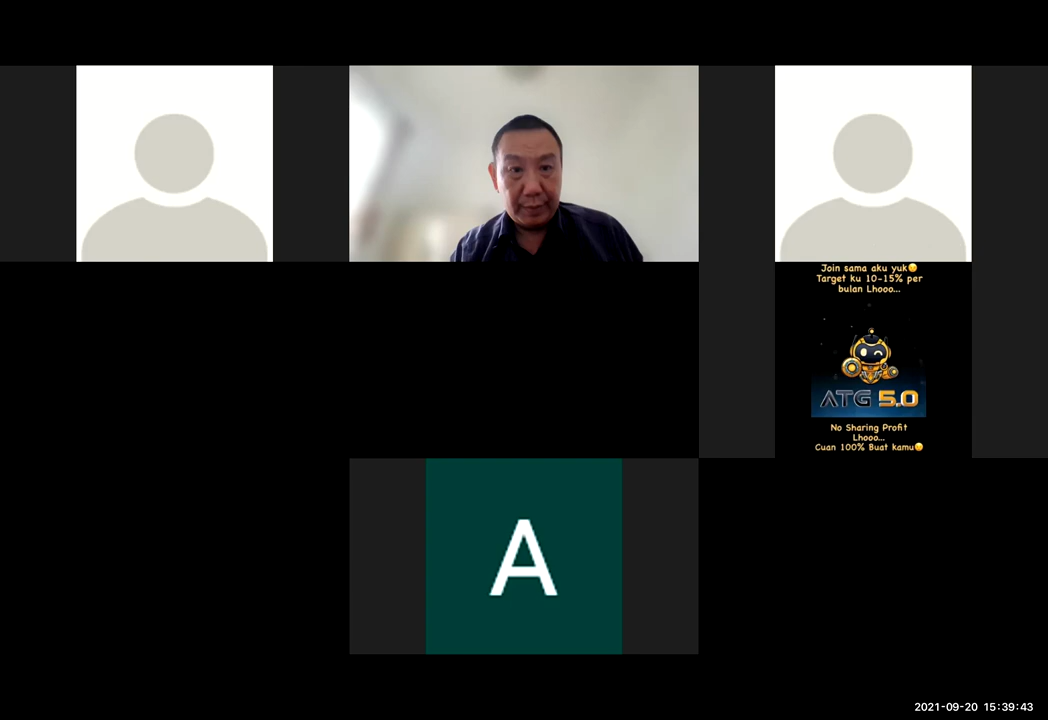 Join sama aku yuk
Target ku 10-15% per
bulan Lhooo...
ATG 5.0
No Sharing Profit
Lhooo...
Cuan 100% Buat kamu
A
2021-09-20 15:39:43